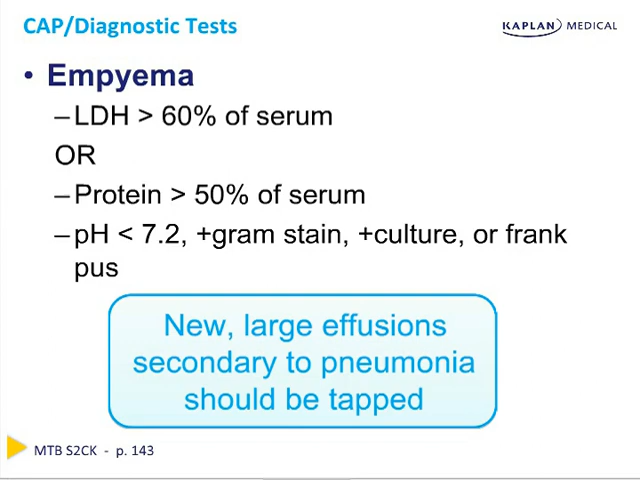 CAP/Diagnostic Tests
KAPLAN MEDICAL
• Empyema
–LDH > 60% of serum
OR
–Protein > 50% of serum
–pH < 7.2, +gram stain, +culture, or frank
pus
New, large effusions
secondary to pneumonia
should be tapped
MTB S2CK - p. 143